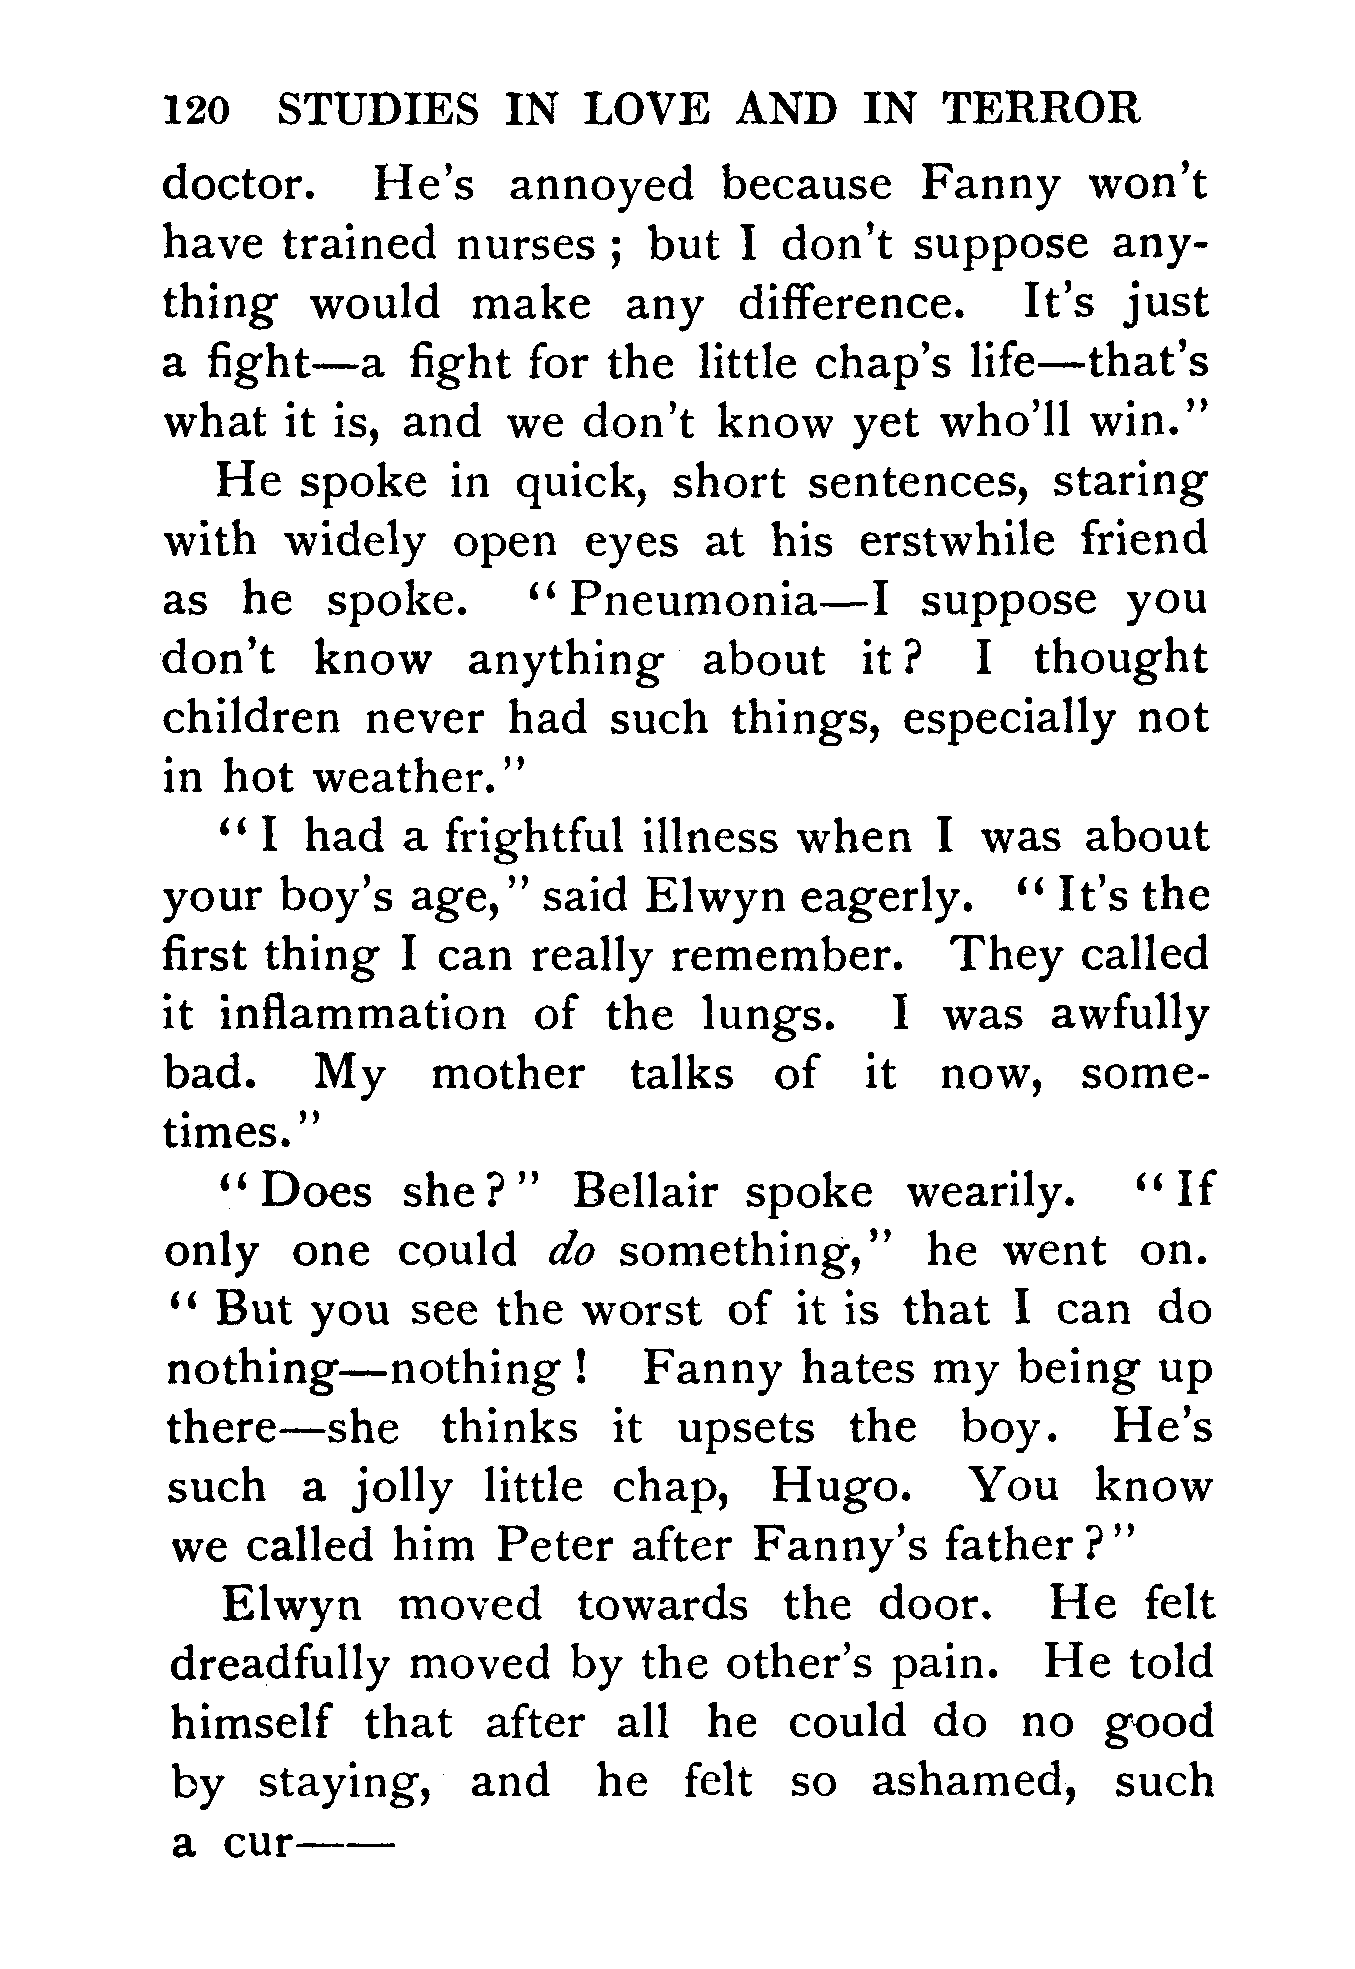 120 STUDIES IN LOVE AND IN TERROR
doctor. He's annoyed because Fanny won't
have trained nurses ; but I don't suppose any-
thing would make any difference. It's just
a fight—a fight for the little chap's life—that's
what it is, and we don't know yet who'll win."
He spoke in quick, short sentences, staring
with widely open eyes at his erstwhile friend
as he spoke. "Pneumonia—I suppose you
don't know anything about it? I thought
children never had such things, especially not
in hot weather."
"I had a frightful illness when I was about
your boy's age," said Elwyn eagerly. "It's the
first thing I can really remember. They called
it inflammation of the lungs. I was awfully
bad. My mother talks of it now, some-
times."
"Does she?" Bellair spoke wearily. "If
only one could do something," he went on.
"But you see the worst of it is that I can do
nothing—nothing! Fanny hates my being up
there—she thinks it upsets the boy. He's
such a jolly little chap, Hugo. You know
we called him Peter after Fanny's father?"
Elwyn moved towards the door. He felt
dreadfully moved by the other's pain. He told
himself that after all he could do no good
by staying, and he felt so ashamed, such
a cur——